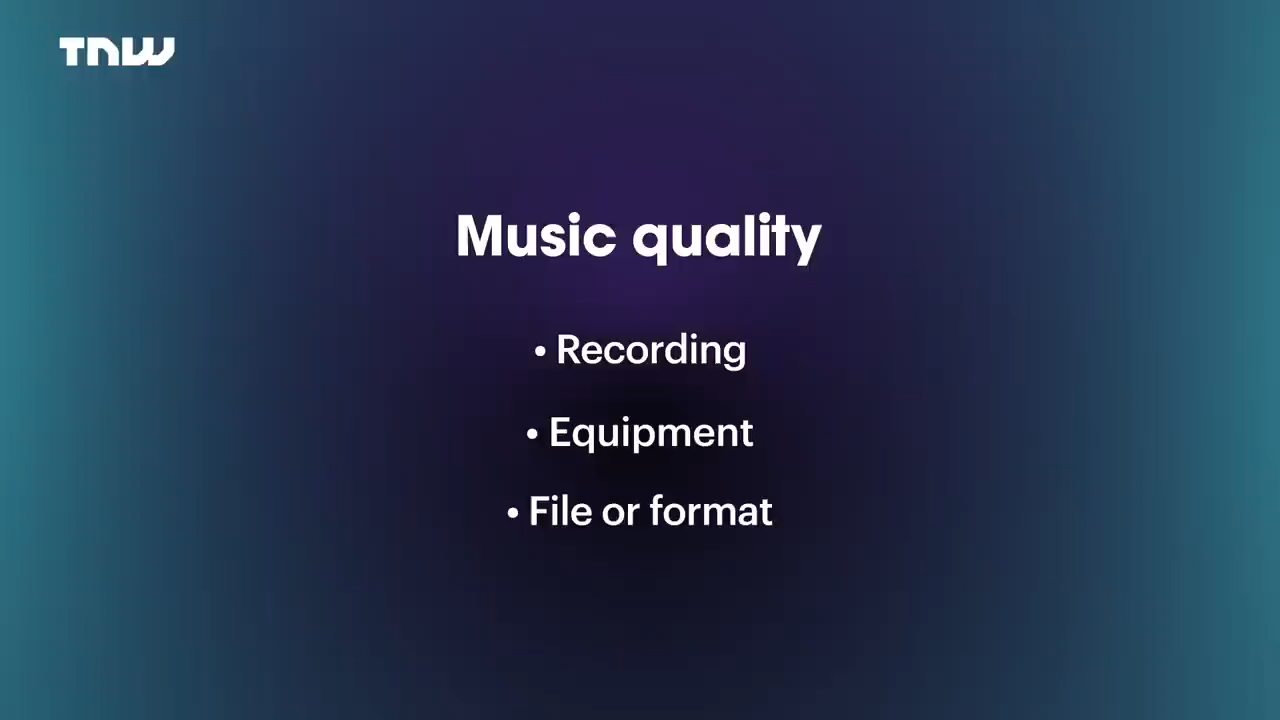 TNW
Music quality
• Recording
• Equipment
• File or format